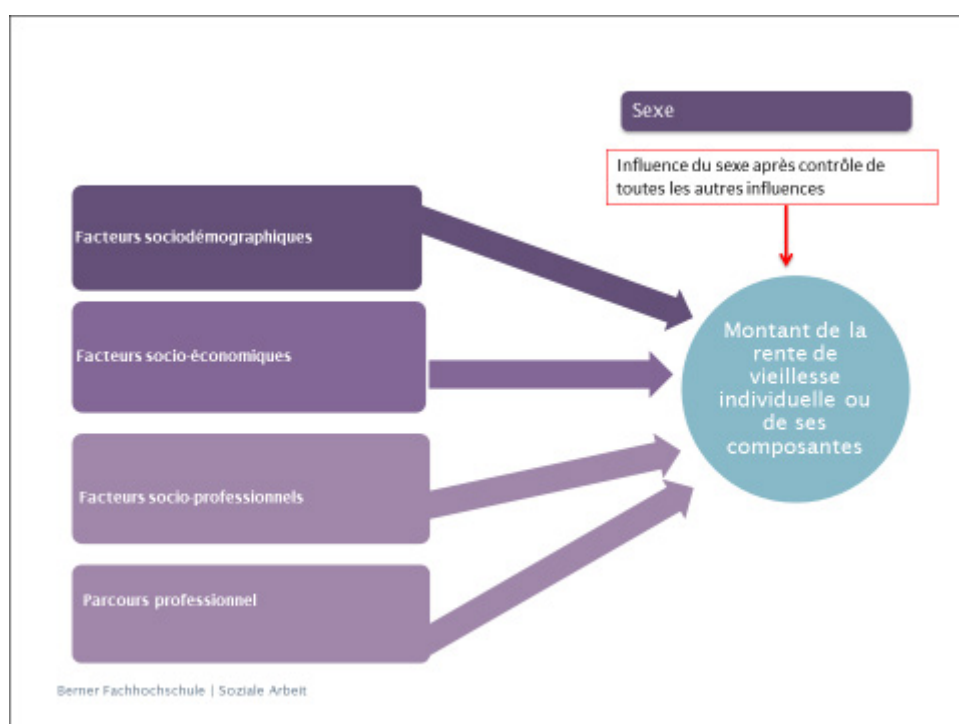 Sexe
Influence du sexe après contrôle de
toutes les autres influences
Facteurs sociodémographiques
Facteurs socio-économiques
Facteurs socio-professionnels
Parcours professionnel
Montant de la
rente de
vieillesse
individuelle ou
de ses
composantes
Berner Fachhochschule | Soziale Arbeit